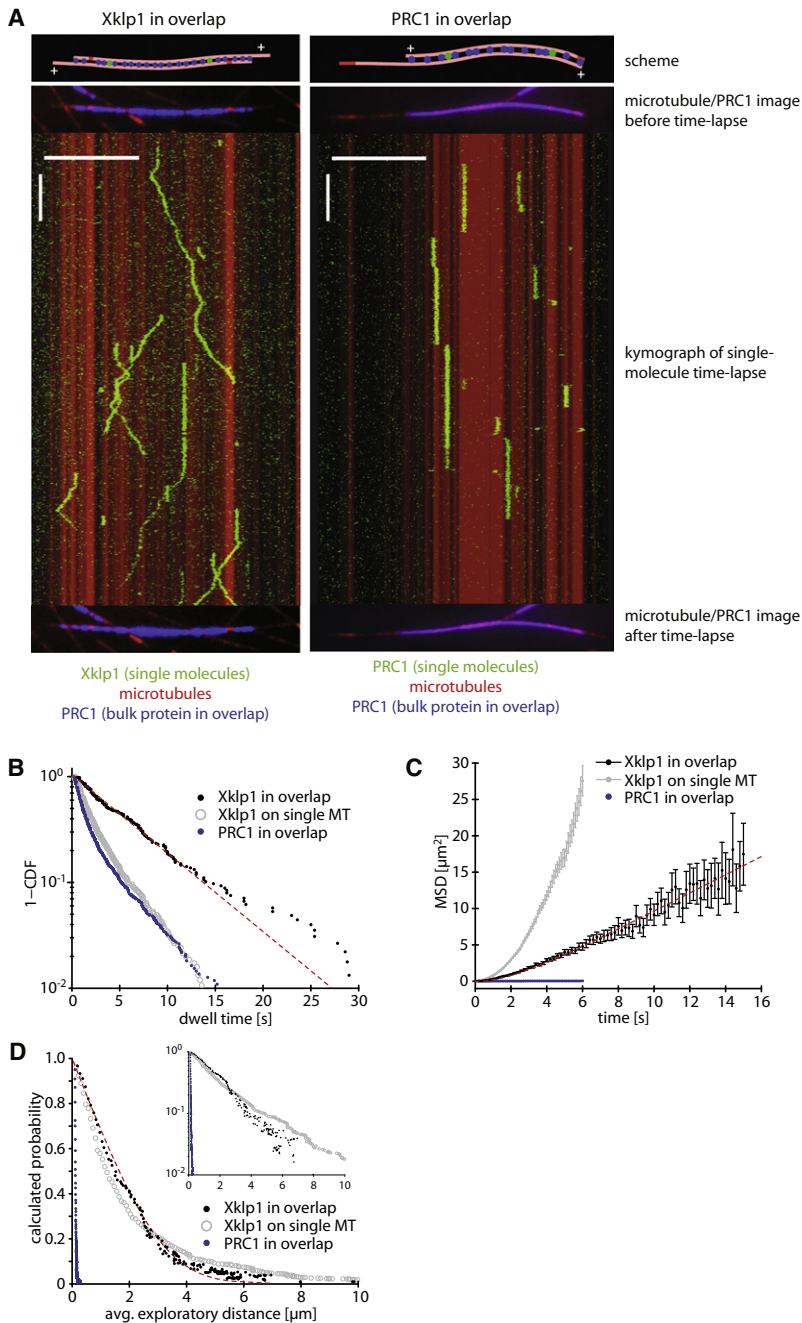 A
Xklp1 in overlap
PRC1 in overlap
+
+
+
+
scheme
microtubule/PRC1 image
before time-lapse
kymograph of single-
molecule time-lapse
microtubule/PRC1 image
after time-lapse
Xklp1 (single molecules)
microtubules
PRC1 (bulk protein in overlap)
PRC1 (single molecules)
microtubules
PRC1 (bulk protein in overlap)
B
10⁰
10⁻¹
10⁻²
1−CDF
Xklp1 in overlap
Xklp1 on single MT
PRC1 in overlap
0 5 10 15 20 25 30
dwell time [s]
C
30
25
20
15
10
5
0
MSD [µm²]
Xklp1 in overlap
Xklp1 on single MT
PRC1 in overlap
0 2 4 6 8 10 12 14 16
time [s]
D
1.0
0.8
0.6
0.4
0.2
0
calculated probability
10⁰
10⁻¹
10⁻²
0 2 4 6 8 10
Xklp1 in overlap
Xklp1 on single MT
PRC1 in overlap
0 2 4 6 8 10
avg. exploratory distance [µm]